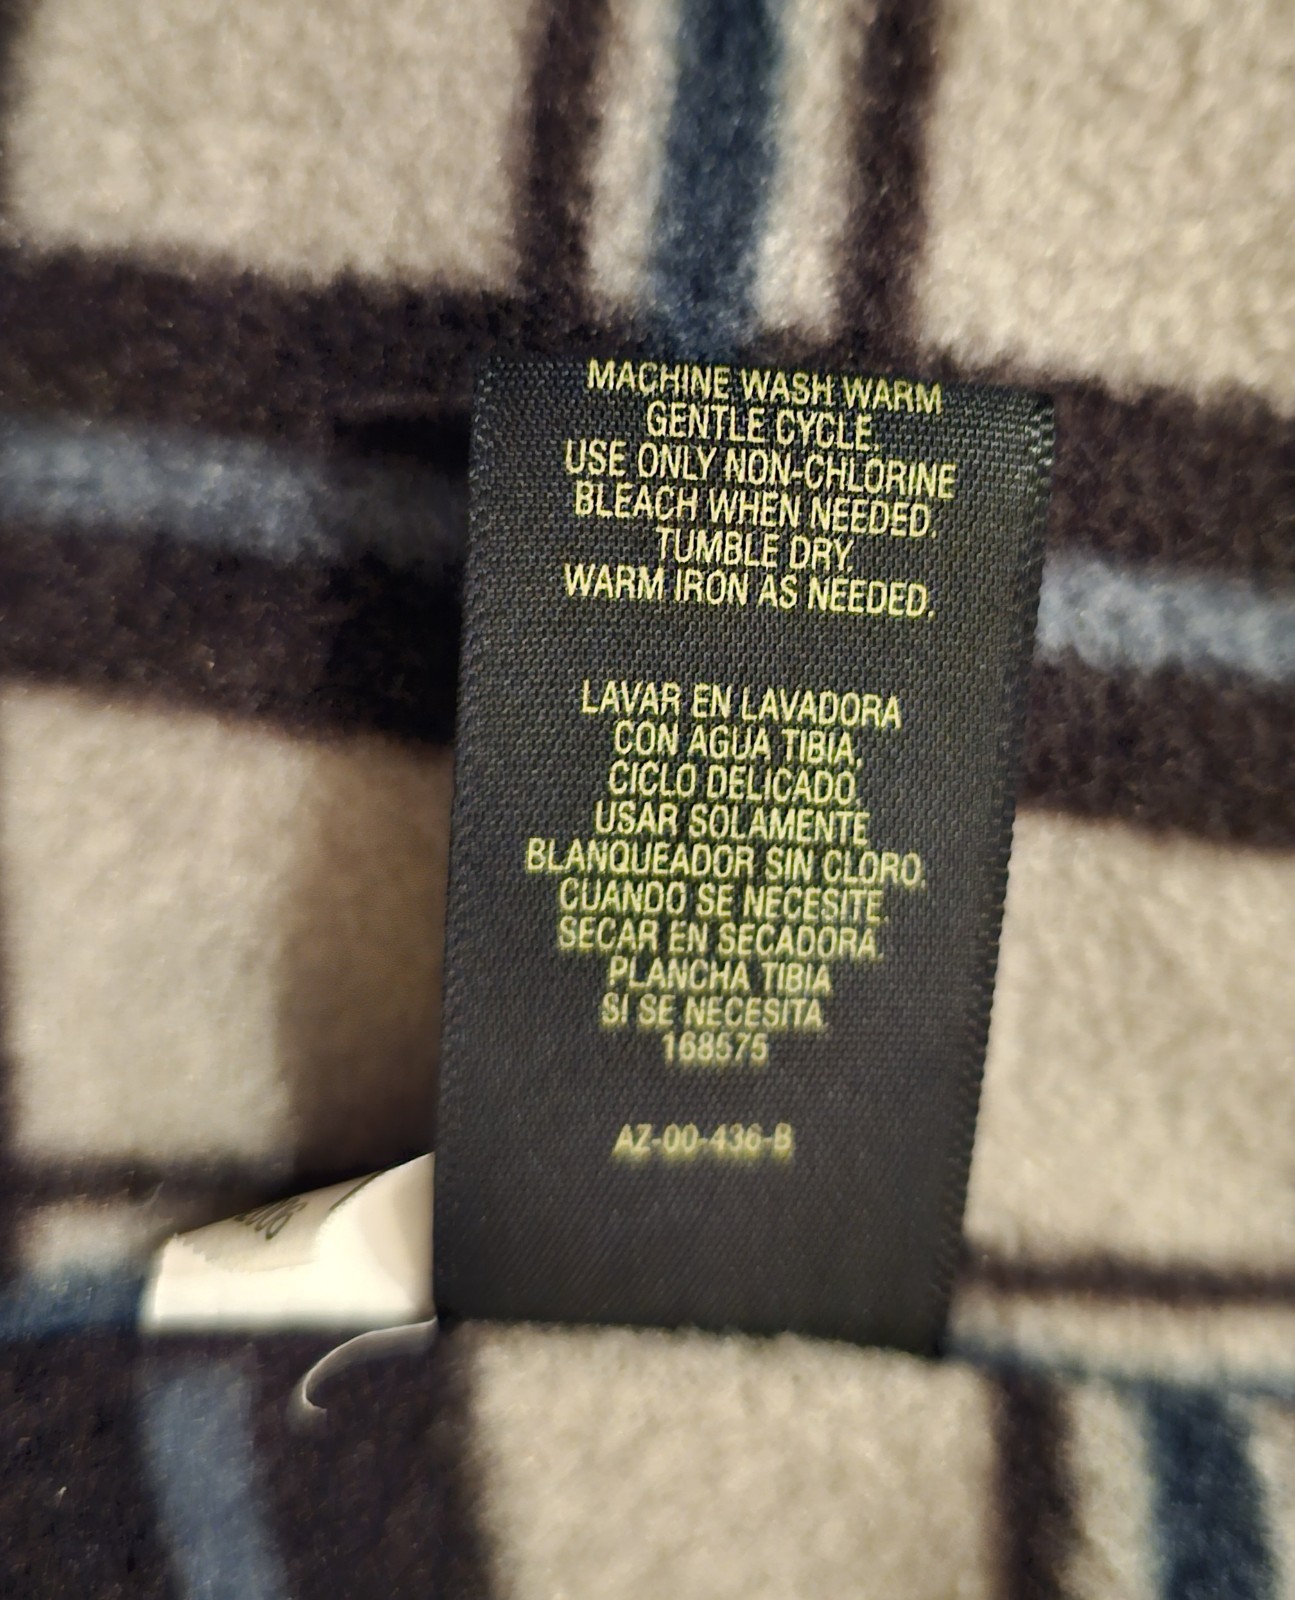 MACHINE WASH WARM
GENTLE CYCLE.
USE ONLY NON-CHLORINE
BLEACH WHEN NEEDED.
TUMBLE DRY.
WARM IRON AS NEEDED.
LAVAR EN LAVADORA
CON AGUA TIBIA,
CICLO DELICADO.
USAR SOLAMENTE
BLANQUEADOR SIN CLORO,
CUANDO SE NECESITE.
SECAR EN SECADORA.
PLANCHA TIBIA
SI SE NECESITA.
168575
AZ-00-436-B